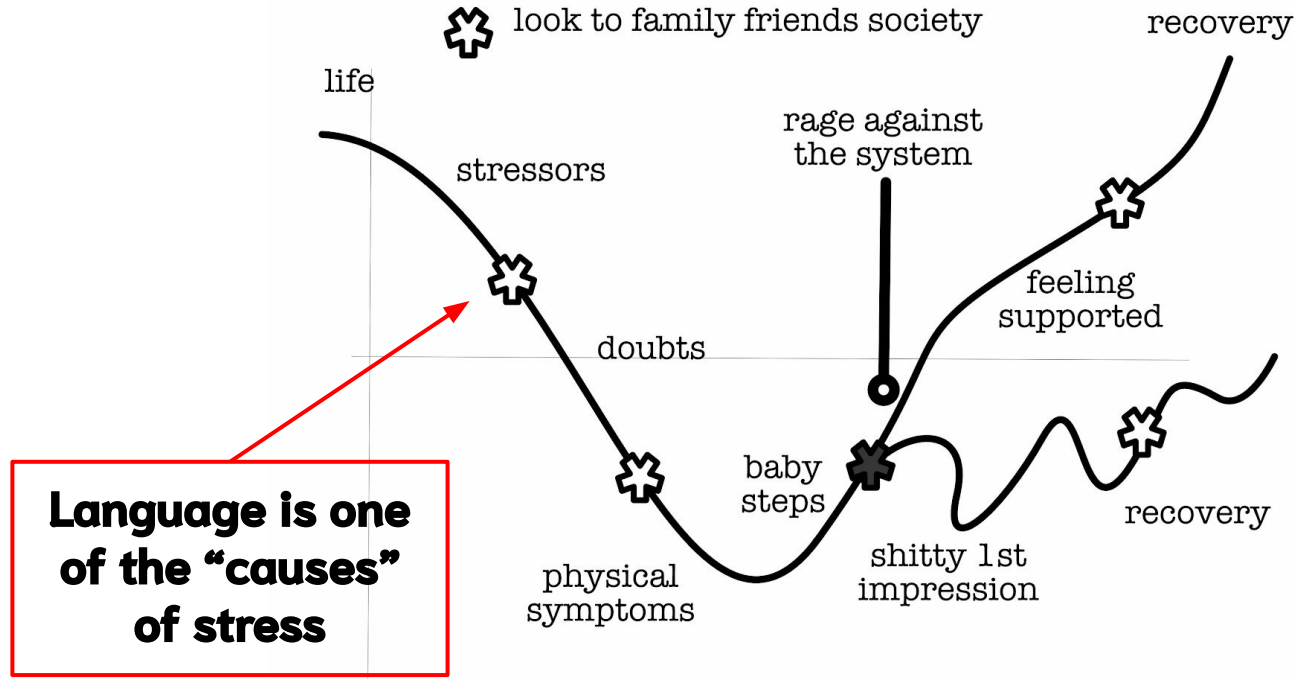 look to family friends society
recovery
life
rage against
the system
stressors
feeling
supported
doubts
baby
steps
recovery
shitty 1st
impression
physical
symptoms
Language is one
of the “causes”
of stress